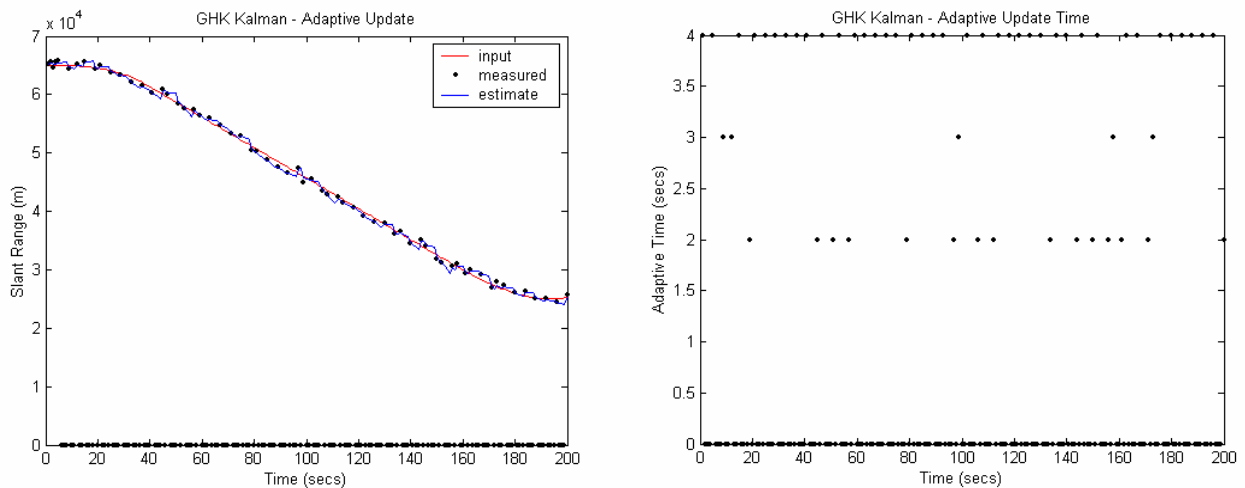 GHK Kalman - Adaptive Update
x 10^4
7
6
5
4
3
2
1
0
Slant Range (m)
input
measured
estimate
0 20 40 60 80 100 120 140 160 180 200
Time (secs)
GHK Kalman - Adaptive Update Time
4
3.5
3
2.5
2
1.5
1
0.5
0
Adaptive Time (secs)
0 20 40 60 80 100 120 140 160 180 200
Time (secs)